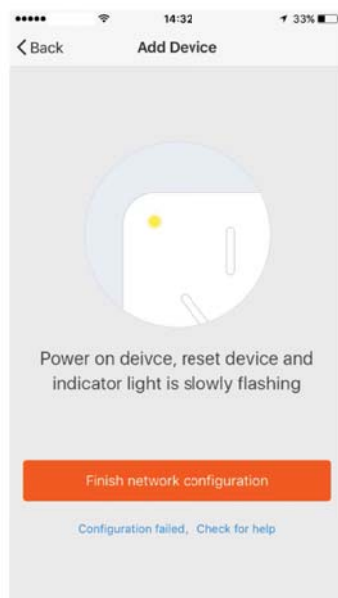 14:32
33%
Back
Add Device
Power on deivce, reset device and
indicator light is slowly flashing
Finish network configuration
Configuration failed, Check for help